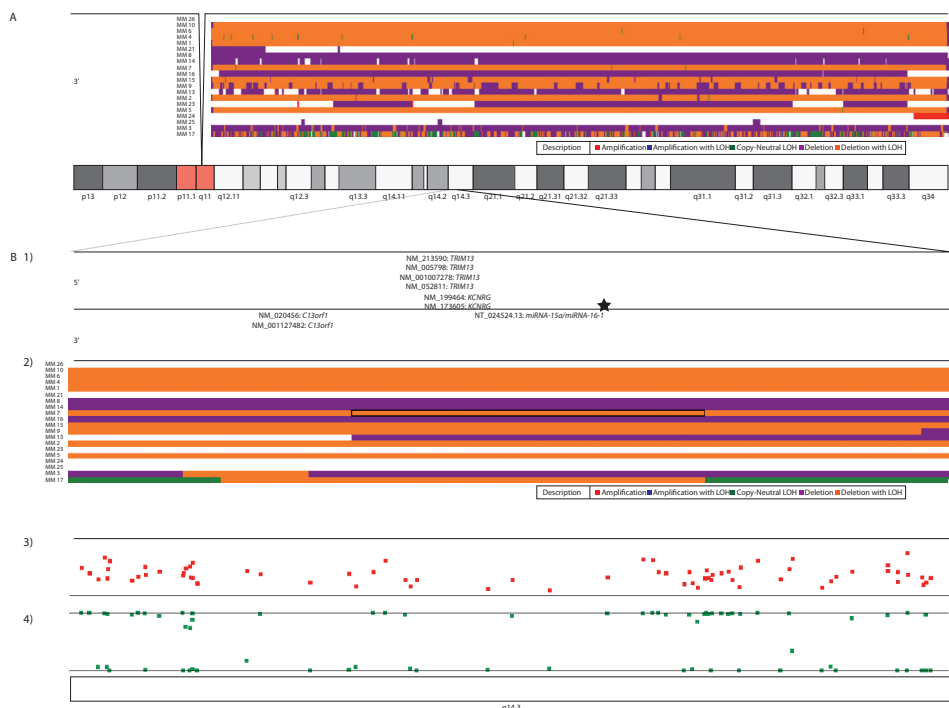 A
MM 26
MM 10
MM 6
MM 4
MM 1
MM 21
MM 8
MM 14
MM 7
MM 16
MM 15
MM 9
MM 13
MM 2
MM 23
MM 5
MM 24
MM 25
MM 3
MM 17
3'
Description Amplification Amplification with LOH Copy-Neutral LOH Deletion Deletion with LOH
p13 p12 p11.2 p11.1 q11 q12.11 q12.3 q13.3 q14.11 q14.2 q14.3 q21.1 q21.2 q21.31 q21.32 q21.33 q31.1 q31.2 q31.3 q32.1 q32.3 q33.1 q33.3 q34
B 1)
NM_213590: TRIM13
NM_005798: TRIM13
NM_001007278: TRIM13
NM_052811: TRIM13
NM_199464: KCNRG
NM_173605: KCNRG
5'
NM_020456: C13orf1 NT_024524.13: miRNA-15a/miRNA-16-1
NM_001127482: C13orf1
3'
2)
MM 26
MM 10
MM 6
MM 4
MM 1
MM 21
MM 8
MM 14
MM 7
MM 16
MM 15
MM 9
MM 13
MM 2
MM 23
MM 5
MM 24
MM 25
MM 3
MM 17
Description Amplification Amplification with LOH Copy-Neutral LOH Deletion Deletion with LOH
3)
4)
q14.3